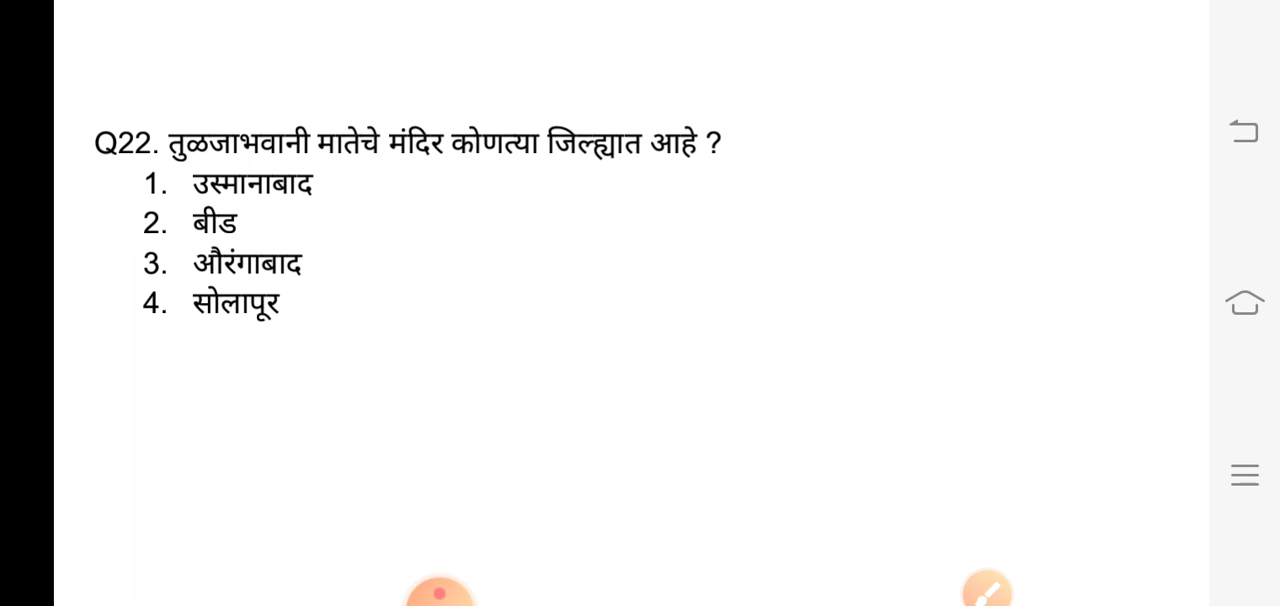 Q22. तुळजाभवानी मातेचे मंदिर कोणत्या जिल्ह्यात आहे ?
1. उस्मानाबाद
2. बीड
3. औरंगाबाद
4. सोलापूर